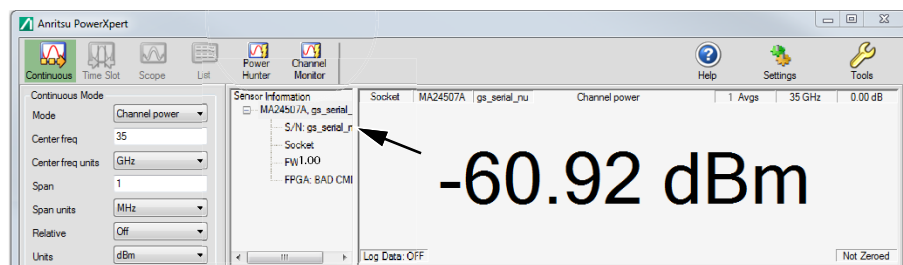 Anritsu PowerXpert
Continuous
Time Slot
Scope
List
Power
Hunter
Channel
Monitor
Help
Settings
Tools
Continuous Mode
Mode Channel power
Center freq 35
Center freq units GHz
Span 1
Span units MHz
Relative Off
Units dBm
Sensor Information
MA24507A, gs_serial_
S/N: gs_serial_n
Socket
FW1.00
FPGA: BAD CMI
Socket MA24507A gs_serial_nu Channel power 1 Avgs 35 GHz 0.00 dB
-60.92 dBm
Log Data: OFF Not Zeroed